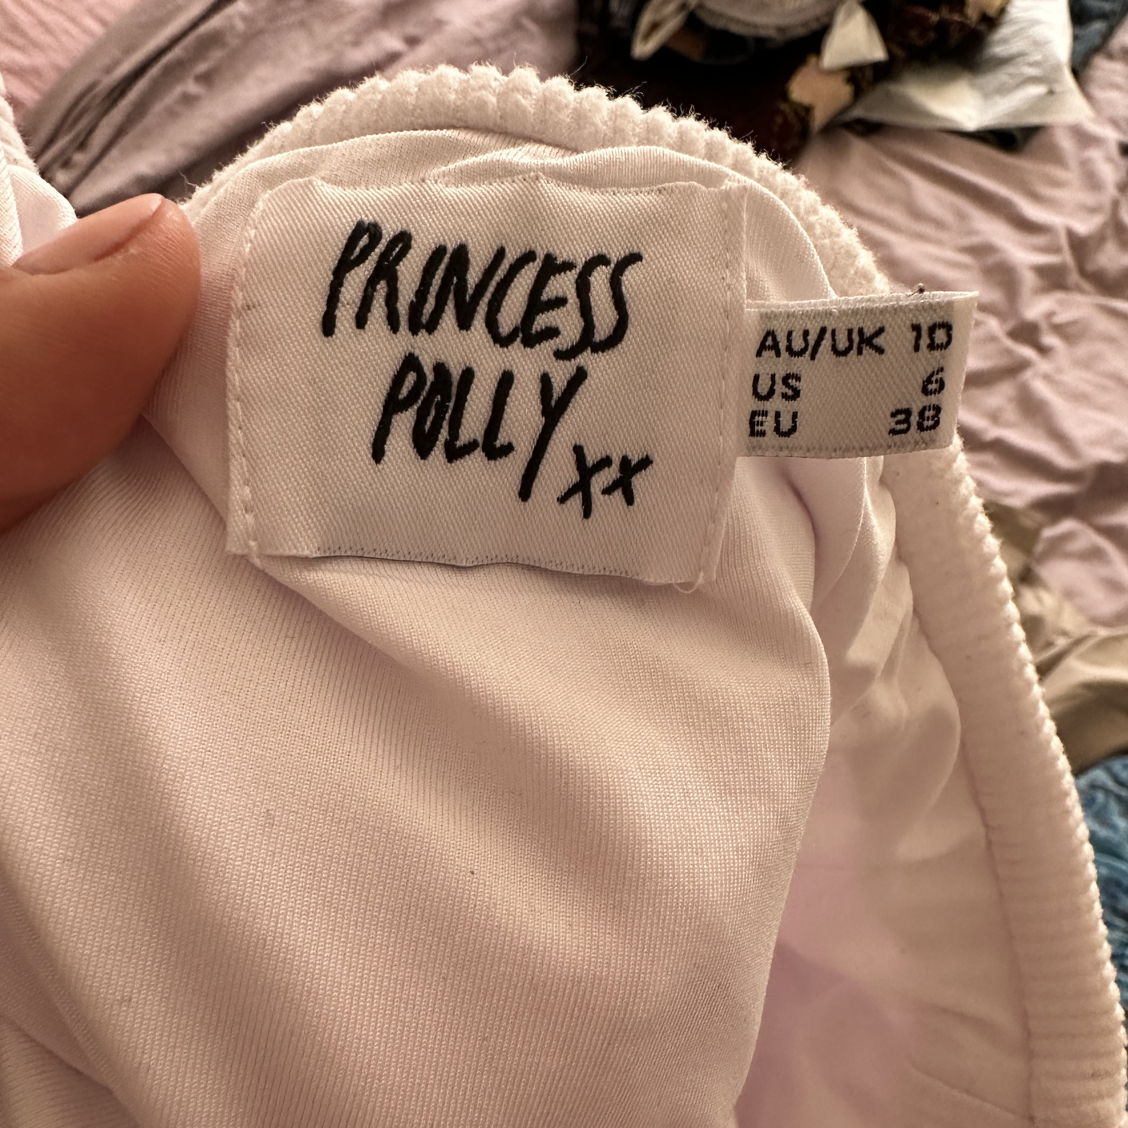 PRINCESS
POLLY
xx
AU/UK 10
US 6
EU 38